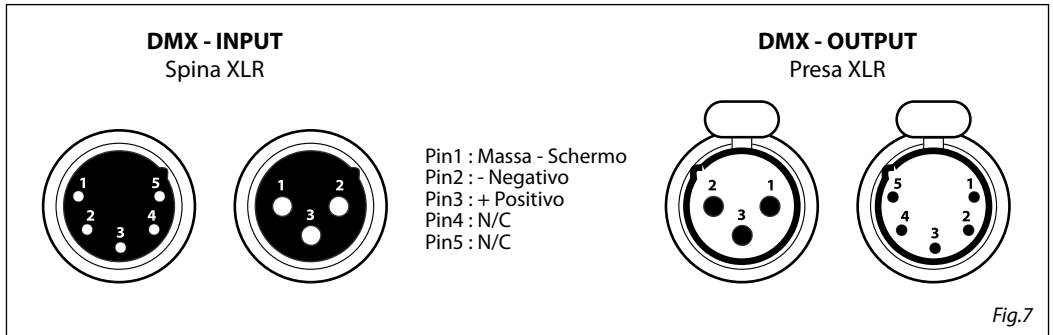 DMX - INPUT
Spina XLR
1
5
2
4
3
1
2
3
Pin1 : Massa - Schermo
Pin2 : - Negativo
Pin3 : + Positivo
Pin4 : N/C
Pin5 : N/C
DMX - OUTPUT
Presa XLR
2
1
3
5
1
4
2
3
Fig.7